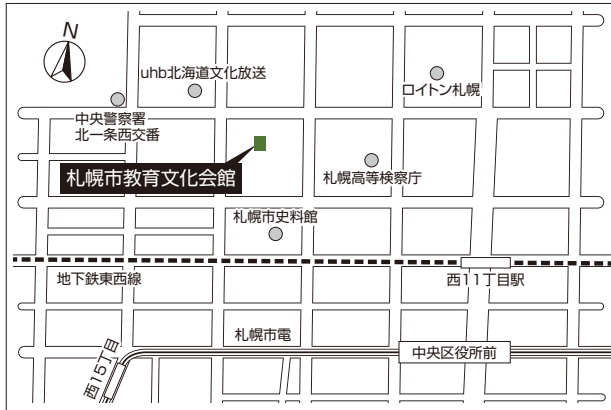 N
uhb北海道文化放送
ロイトン札幌
中央警察署
北一条西交番
札幌市教育文化会館
札幌高等検察庁
札幌市史料館
地下鉄東西線
西11丁目駅
札幌市電
中央区役所前
西15丁目